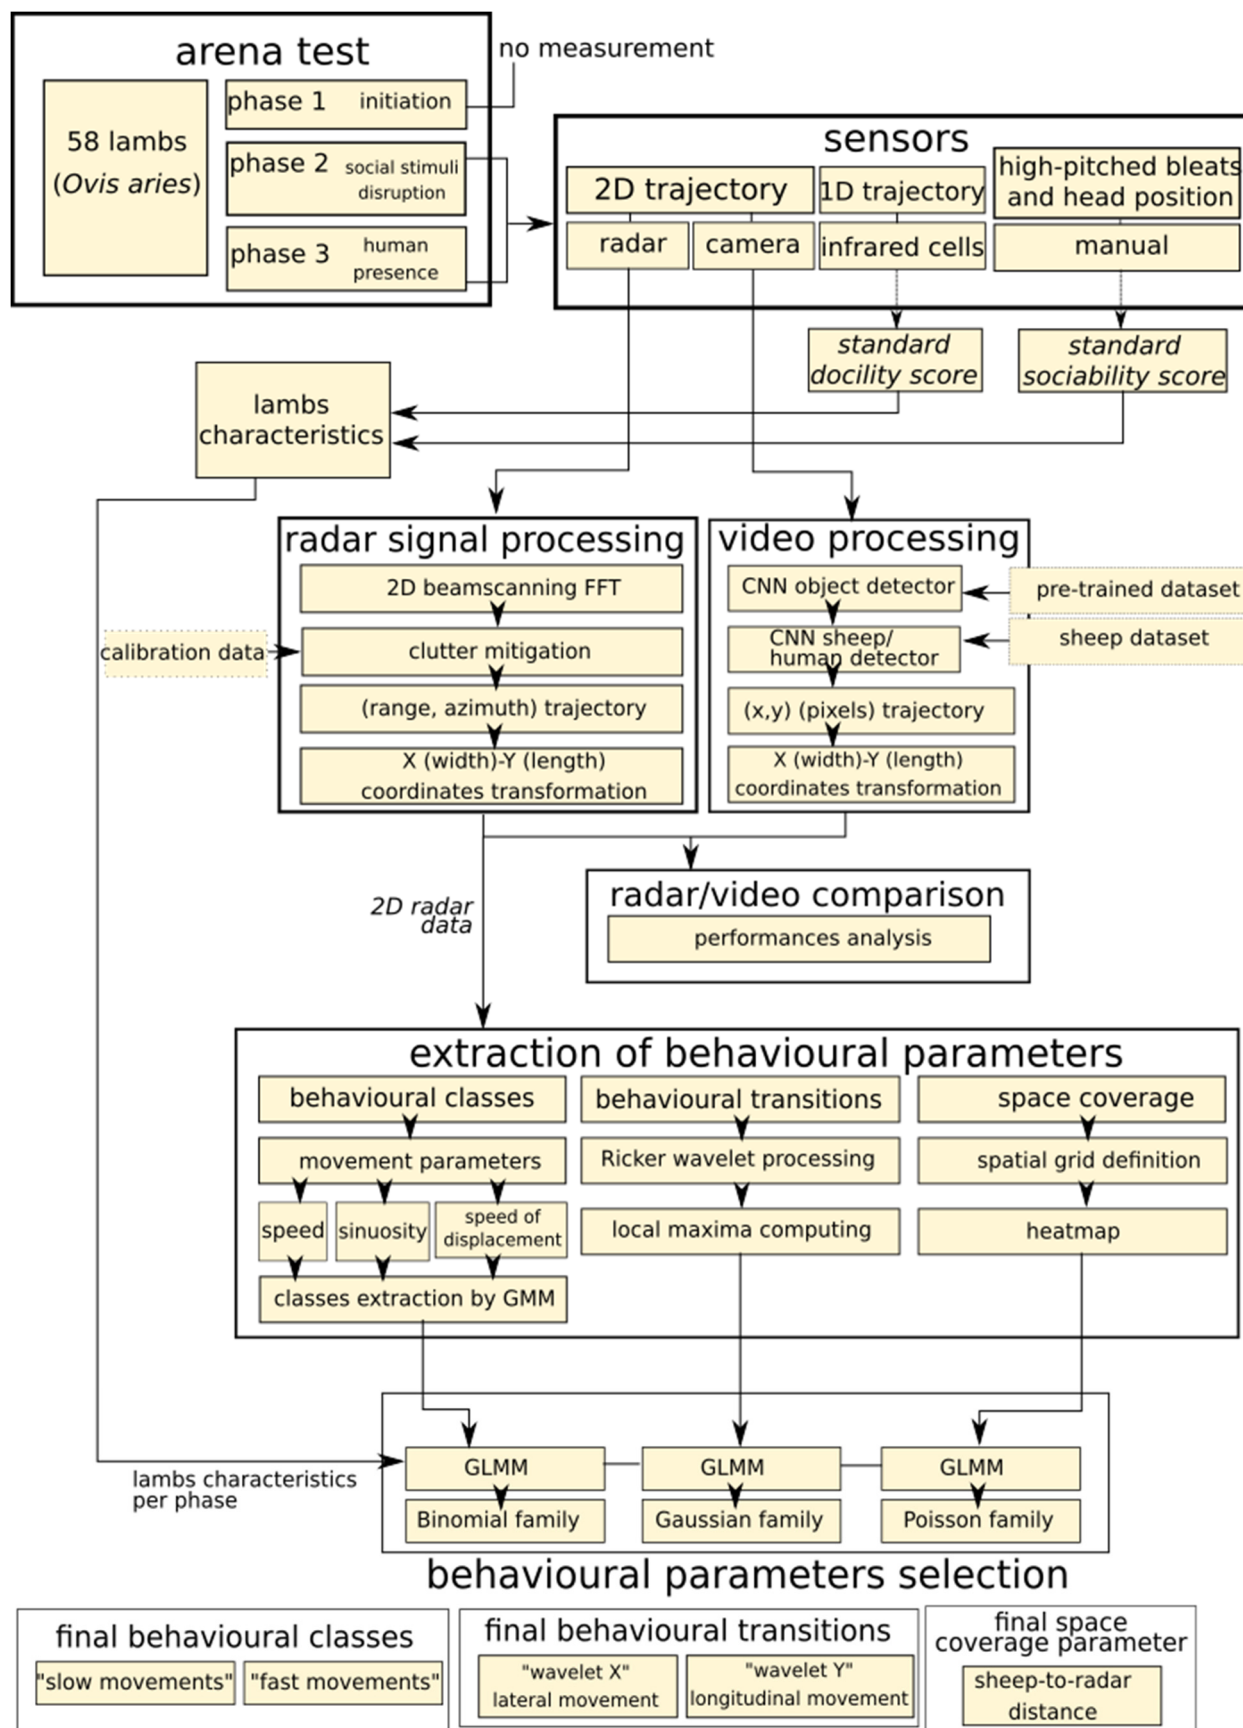 arena test
no measurement
58 lambs
(Ovis aries)
phase 1 initiation
phase 2 social stimuli
disruption
phase 3 human
presence
sensors
2D trajectory
radar
camera
1D trajectory
infrared cells
high-pitched bleats
and head position
manual
standard
docility score
standard
sociability score
lambs
characteristics
radar signal processing
2D beamscanning FFT
calibration data
clutter mitigation
(range, azimuth) trajectory
X (width)-Y (length)
coordinates transformation
video processing
CNN object detector
pre-trained dataset
CNN sheep/
human detector
sheep dataset
(x,y) (pixels) trajectory
X (width)-Y (length)
coordinates transformation
radar/video comparison
performances analysis
2D radar
data
extraction of behavioural parameters
behavioural classes
movement parameters
speed
sinuosity
speed of
displacement
classes extraction by GMM
behavioural transitions
Ricker wavelet processing
local maxima computing
space coverage
spatial grid definition
heatmap
lambs characteristics
per phase
GLMM
Binomial family
GLMM
Gaussian family
GLMM
Poisson family
behavioural parameters selection
final behavioural classes
"slow movements"
"fast movements"
final behavioural transitions
"wavelet X"
lateral movement
"wavelet Y"
longitudinal movement
final space
coverage parameter
sheep-to-radar
distance